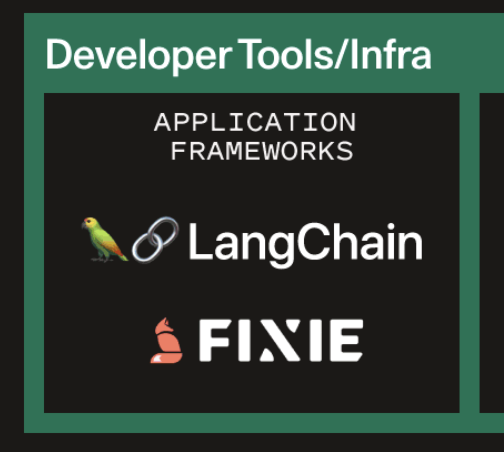 Developer Tools/Infra
APPLICATION
FRAMEWORKS
LangChain
FIXIE